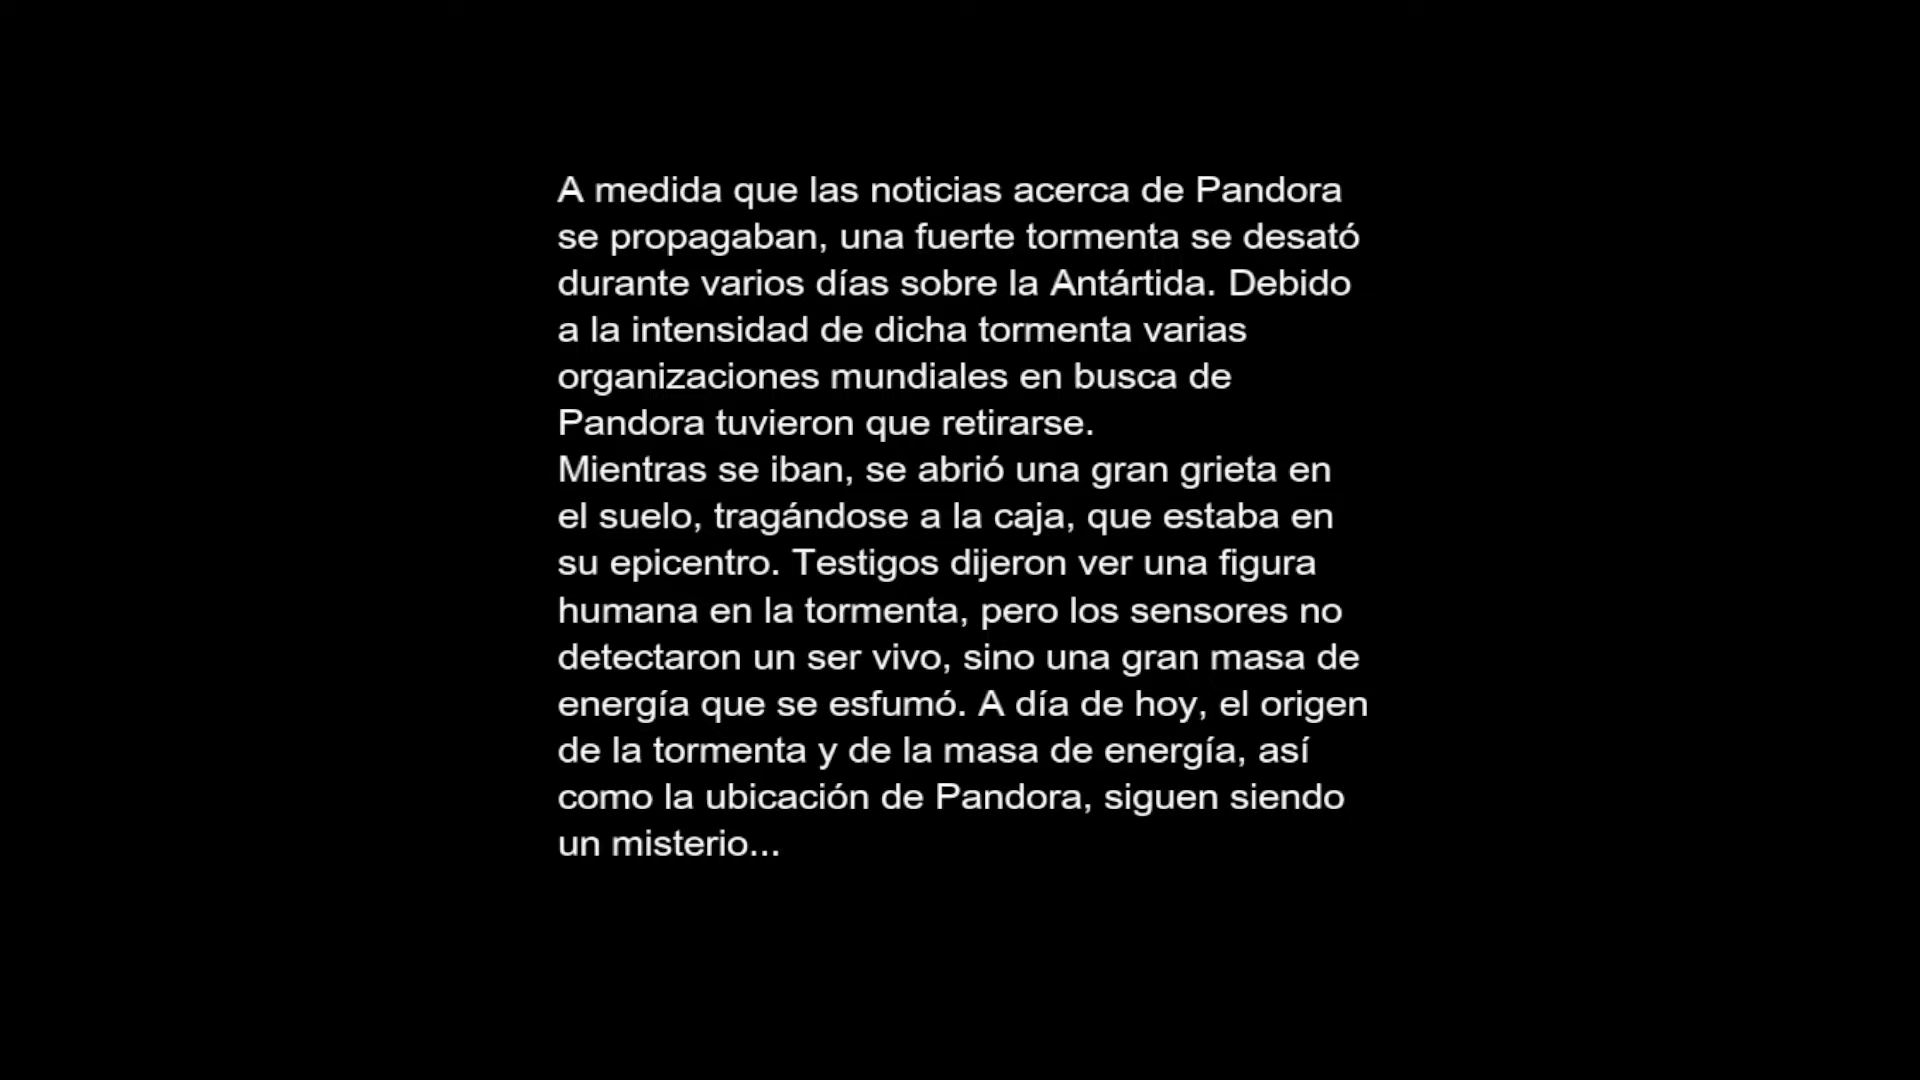 A medida que las noticias acerca de Pandora
se propagaban, una fuerte tormenta se desató
durante varios días sobre la Antártida. Debido
a la intensidad de dicha tormenta varias
organizaciones mundiales en busca de
Pandora tuvieron que retirarse.
Mientras se iban, se abrió una gran grieta en
el suelo, tragándose a la caja, que estaba en
su epicentro. Testigos dijeron ver una figura
humana en la tormenta, pero los sensores no
detectaron un ser vivo, sino una gran masa de
energía que se esfumó. A día de hoy, el origen
de la tormenta y de la masa de energía, así
como la ubicación de Pandora, siguen siendo
un misterio...